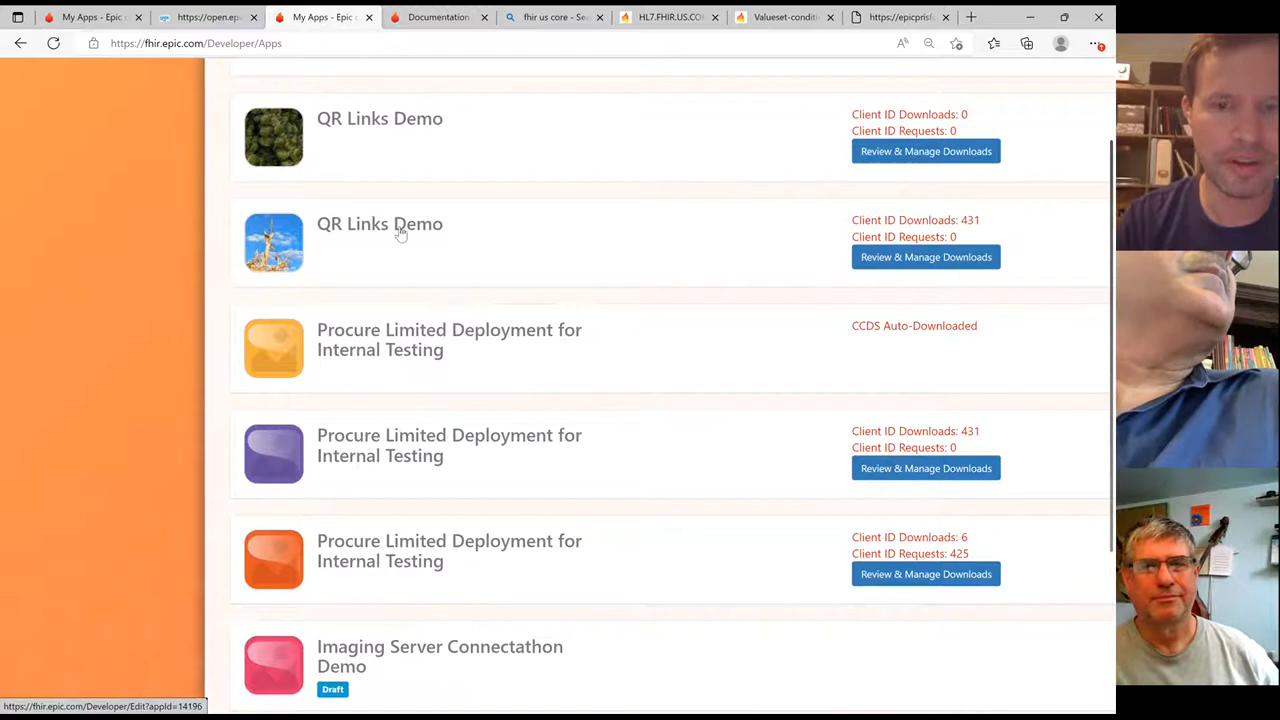 My Apps - Epic c
https://open.ep
My Apps - Epic c
Documentation
fhir us core - Sea
HL7.FHIR.US.CO
Valueset-conditi
https://epicprisf
https://fhir.epic.com/Developer/Apps
QR Links Demo
Client ID Downloads: 0
Client ID Requests: 0
Review & Manage Downloads
QR Links Demo
Client ID Downloads: 431
Client ID Requests: 0
Review & Manage Downloads
Procure Limited Deployment for
Internal Testing
CCDS Auto-Downloaded
Procure Limited Deployment for
Internal Testing
Client ID Downloads: 431
Client ID Requests: 0
Review & Manage Downloads
Procure Limited Deployment for
Internal Testing
Client ID Downloads: 6
Client ID Requests: 425
Review & Manage Downloads
Imaging Server Connectathon
Demo
Draft
https://fhir.epic.com/Developer/Edit?appId=14196